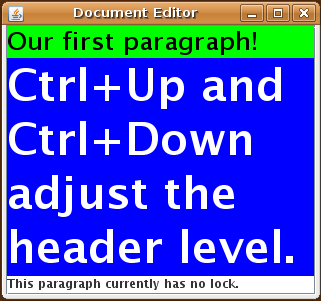 Document Editor
Our first paragraph!
Ctrl+Up and
Ctrl+Down
adjust the
header level.
This paragraph currently has no lock.